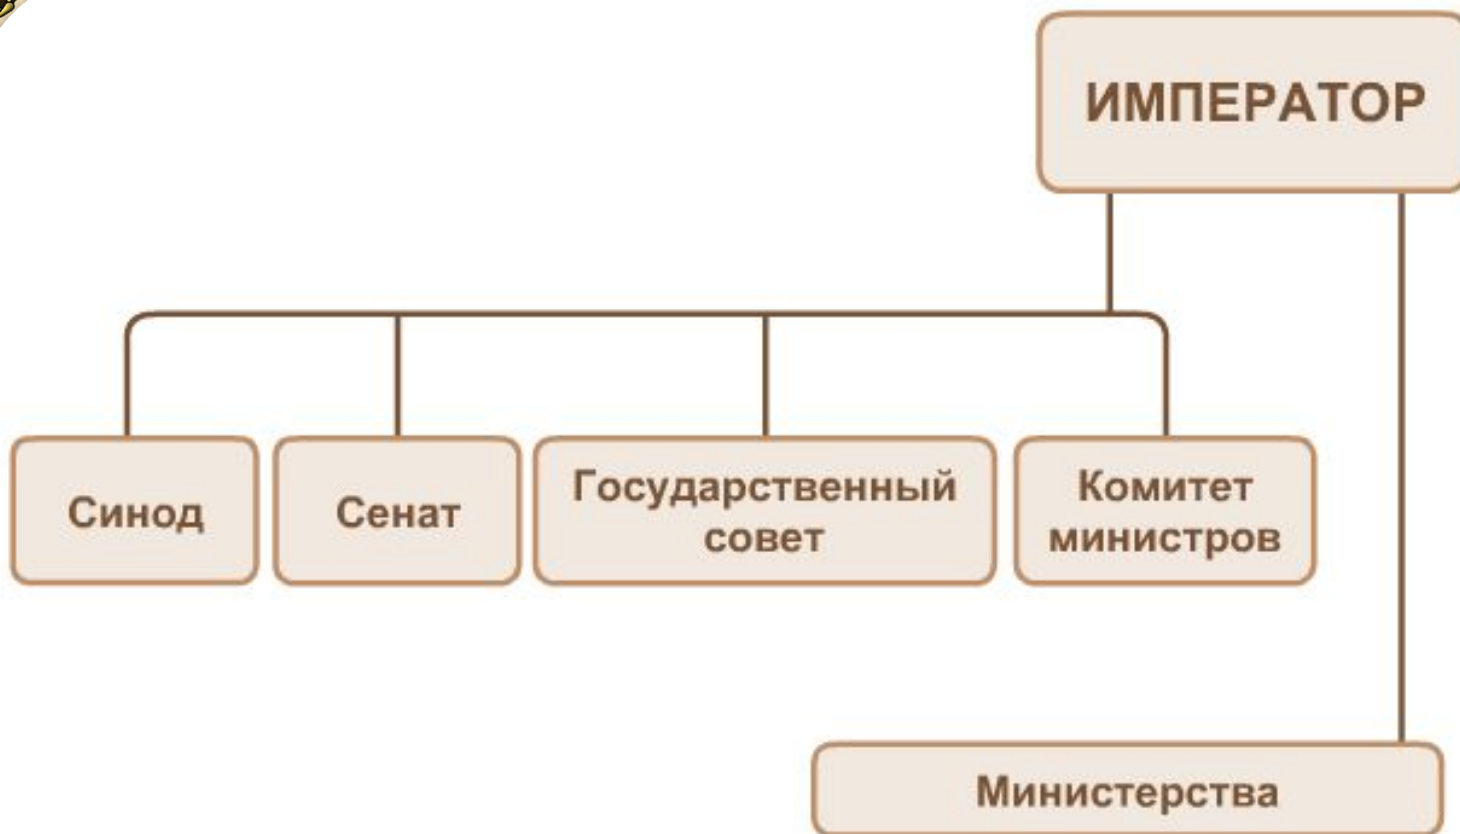 ИМПЕРАТОР
Синод
Сенат
Государственный
совет
Комитет
министров
Министерства